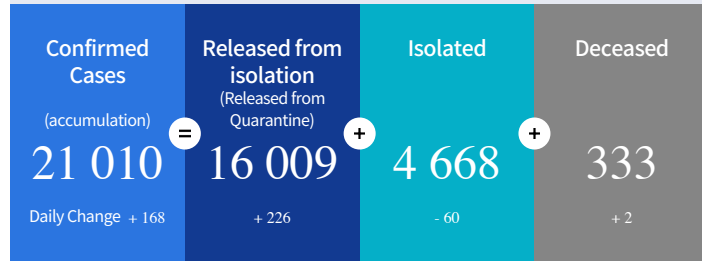 Confirmed
Cases
(accumulation)
21 010
Daily Change + 168
=
Released from
isolation
(Released from
Quarantine)
16 009
+ 226
+
Isolated
4 668
- 60
+
Deceased
333
+ 2